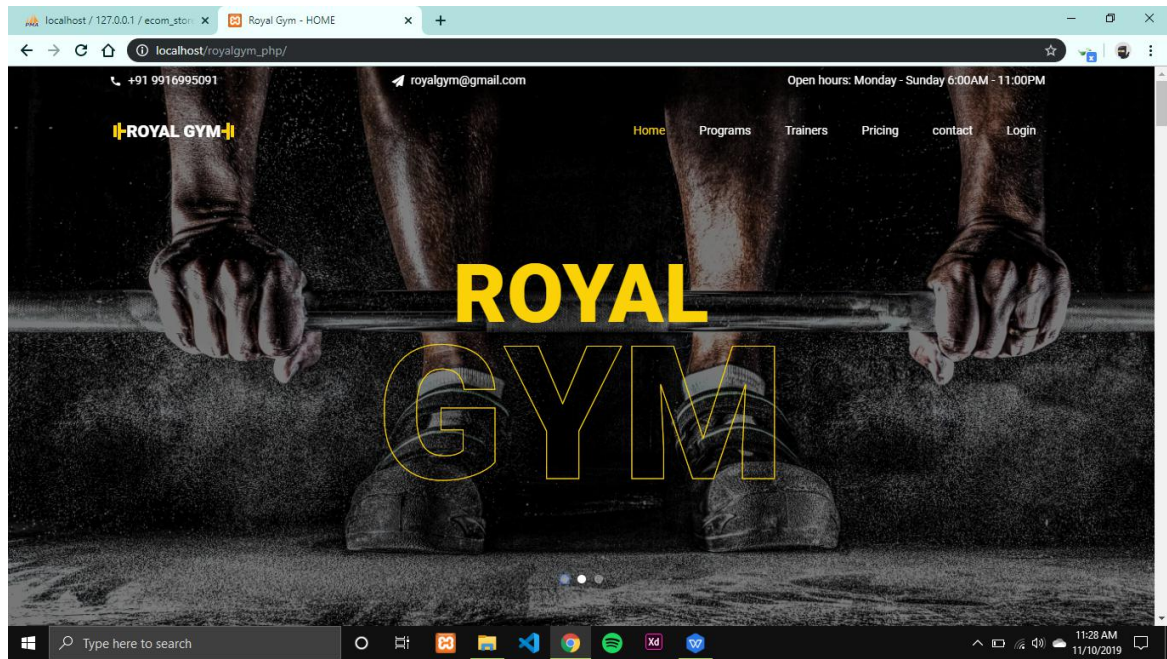 localhost / 127.0.0.1 / ecom_stor
Royal Gym - HOME
localhost/royalgym_php/
+91 9916995091
royalgym@gmail.com
Open hours: Monday - Sunday 6:00AM - 11:00PM
ROYAL GYM
Home Programs Trainers Pricing contact Login
ROYAL
GYM
Type here to search
11:28 AM
11/10/2019